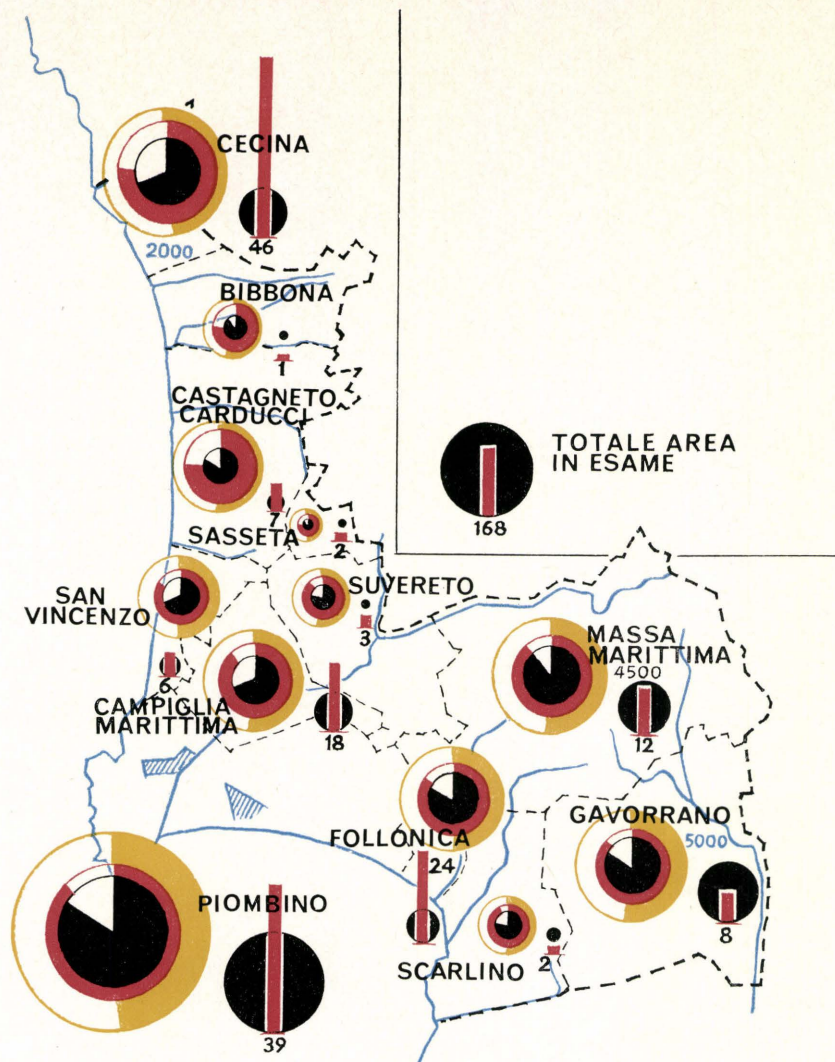 CECINA
46
2000
BIBBONA
1
CASTAGNETO
CARDUCCI
7
TOTALE AREA
IN ESAME
168
SASSETA
2
SAN
VINCENZO
SUVERETO
3
6
MASSA
MARITTIMA
4500
12
CAMPIGLIA
MARITTIMA
18
FOLLONICA
24
GAVORRANO
5000
8
PIOMBINO
39
SCARLINO
2